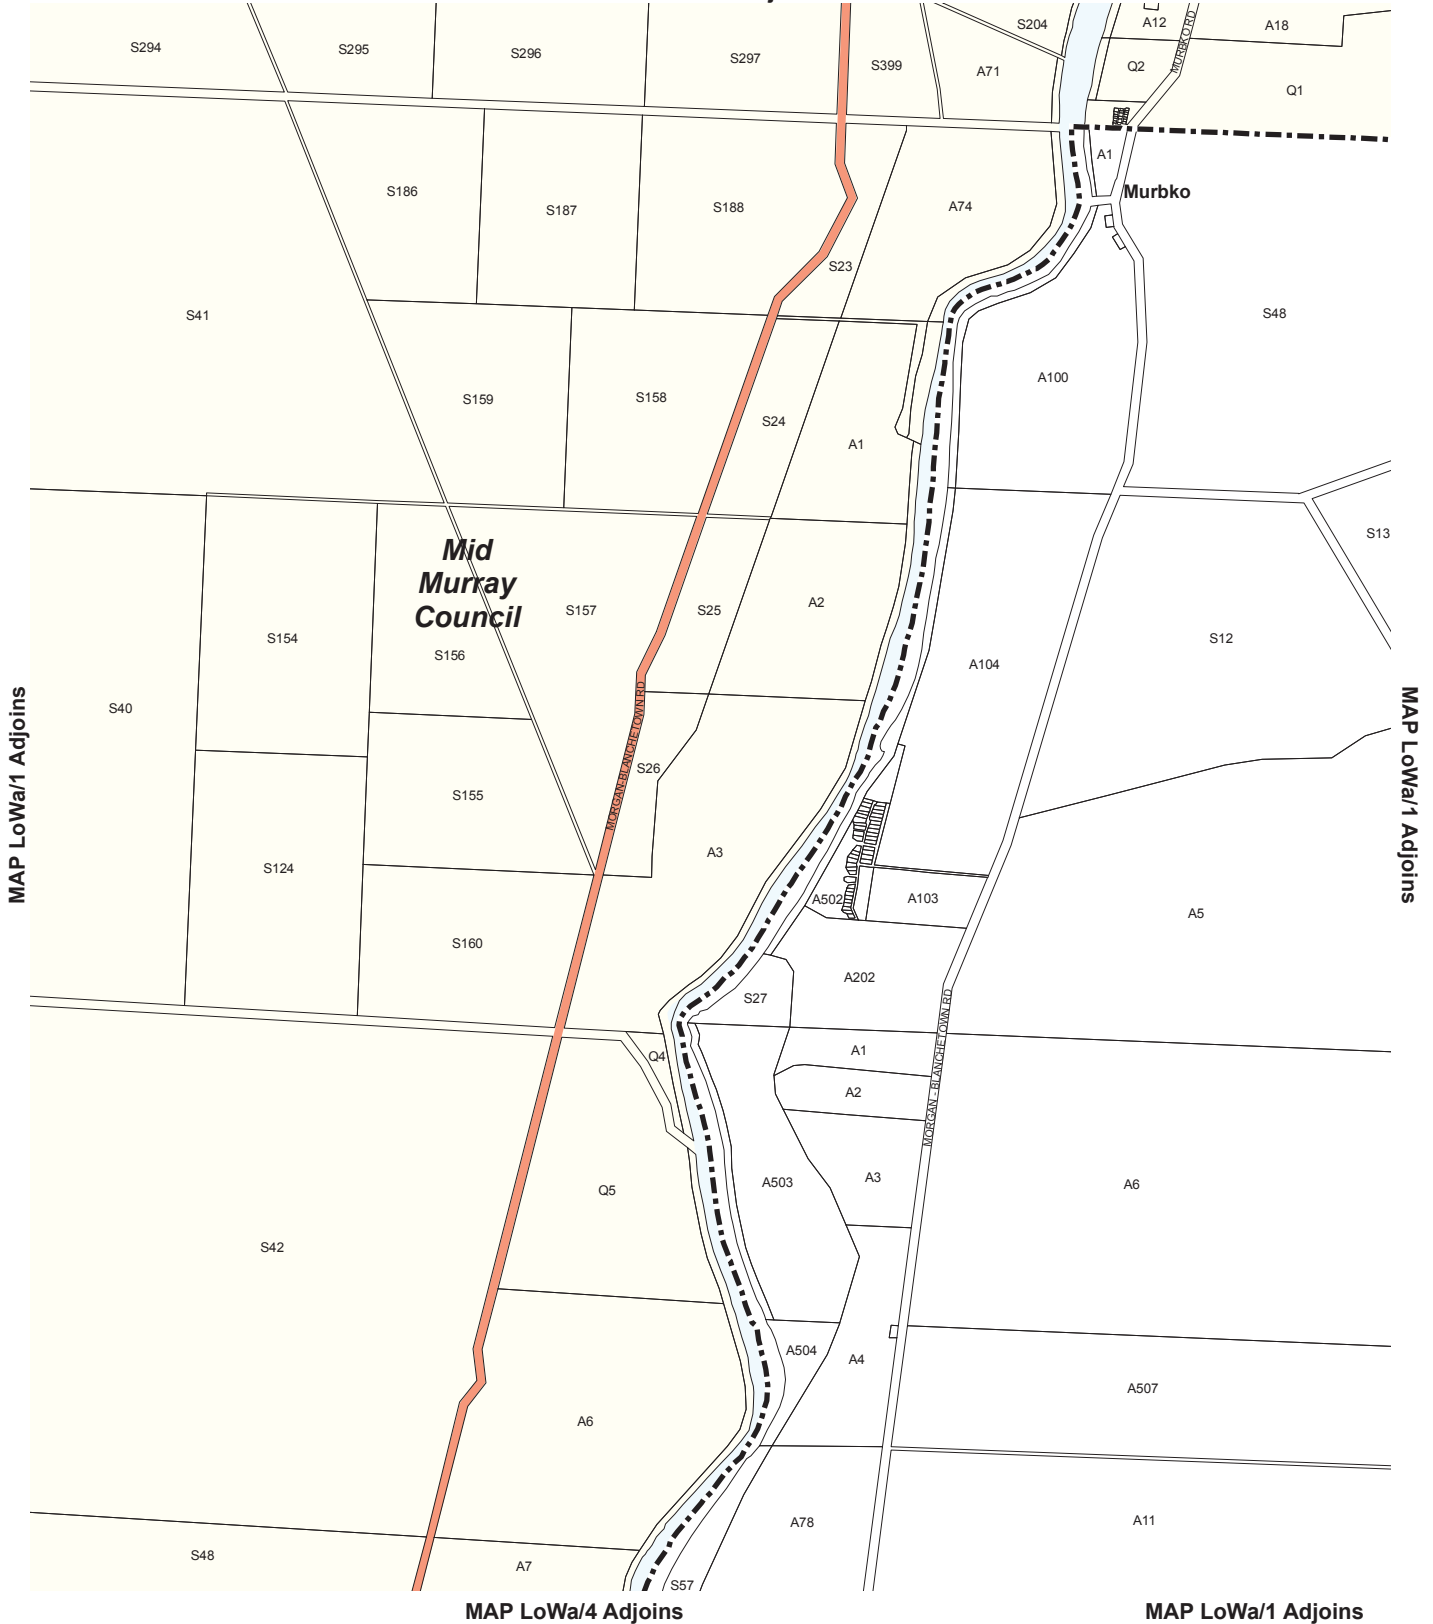 S294
S295
S296
S297
S399
A71
S204
A12
A18
Q2
Q1
MURBKO RD
A1
Murbko
S186
S187
S188
A74
S23
S41
S48
S159
S158
S24
A1
A100
S13
Mid
Murray
Council
S154
S156
S157
S25
A2
A104
S12
S40
MAP LoWa/1 Adjoins
MAP LoWa/1 Adjoins
MORGAN-BLANCHETOWN RD
S26
S155
S124
A3
A502
A103
A5
S160
A202
S27
Q4
A1
A2
MORGAN - BLANCHETOWN RD
Q5
A503
A3
A6
S42
A504
A4
A507
A6
A78
A11
S48
A7
S57
MAP LoWa/4 Adjoins
MAP LoWa/1 Adjoins